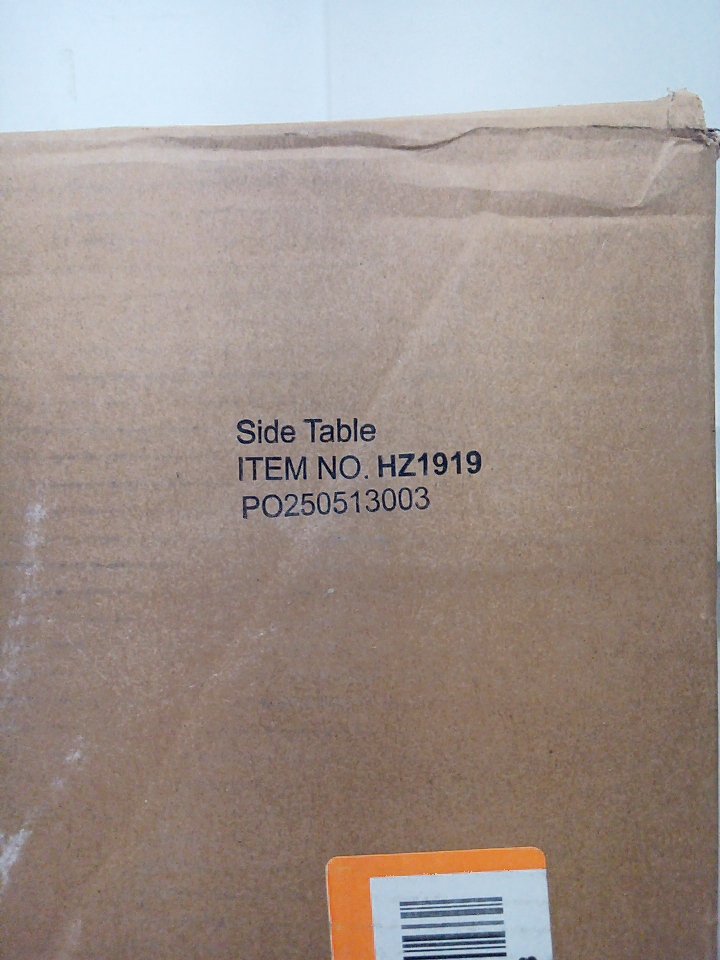 Side Table
ITEM NO. HZ1919
PO250513003